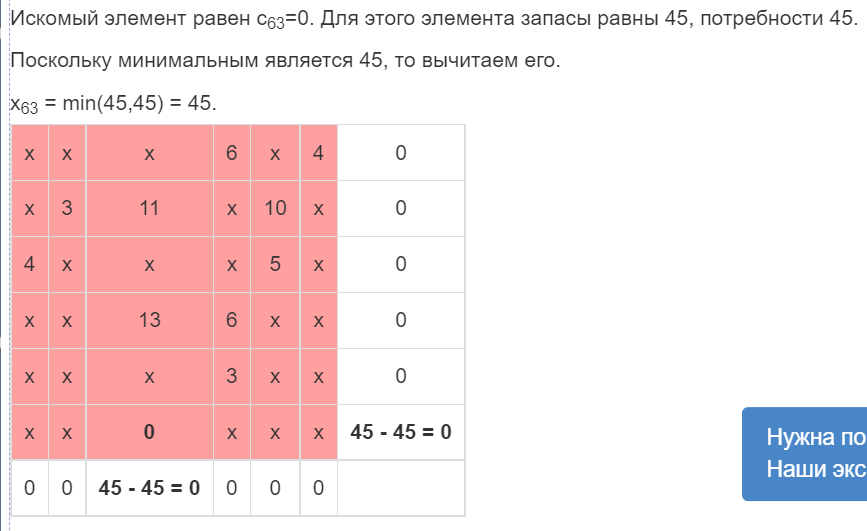 Искомый элемент равен c63=0. Для этого элемента запасы равны 45, потребности 45.
Поскольку минимальным является 45, то вычитаем его.
x63 = min(45,45) = 45.
x x x 6 x 4 0
x 3 11 x 10 x 0
4 x x x 5 x 0
x x 13 6 x x 0
x x x 3 x x 0
x x 0 x x x 45 - 45 = 0
0 0 45 - 45 = 0 0 0 0
Нужна по
Наши экс